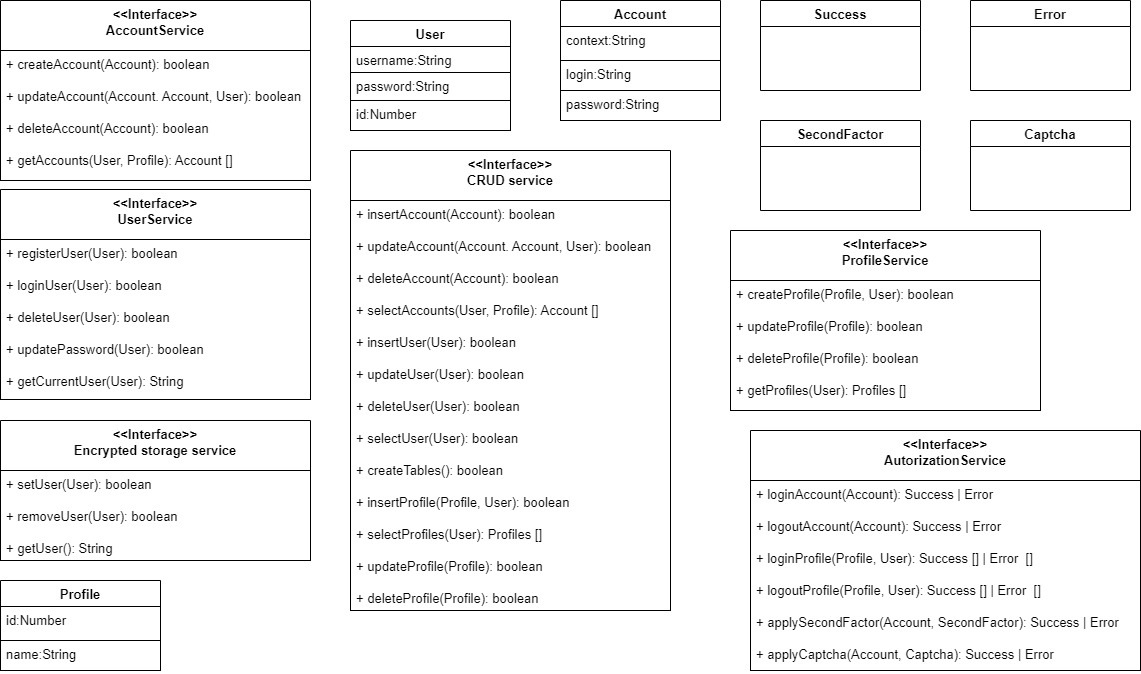 <<Interface>>
AccountService
+ createAccount(Account): boolean
+ updateAccount(Account. Account, User): boolean
+ deleteAccount(Account): boolean
+ getAccounts(User, Profile): Account []
<<Interface>>
UserService
+ registerUser(User): boolean
+ loginUser(User): boolean
+ deleteUser(User): boolean
+ updatePassword(User): boolean
+ getCurrentUser(User): String
<<Interface>>
Encrypted storage service
+ setUser(User): boolean
+ removeUser(User): boolean
+ getUser(): String
Profile
id:Number
name:String
User
username:String
password:String
id:Number
Account
context:String
login:String
password:String
<<Interface>>
CRUD service
+ insertAccount(Account): boolean
+ updateAccount(Account. Account, User): boolean
+ deleteAccount(Account): boolean
+ selectAccounts(User, Profile): Account []
+ insertUser(User): boolean
+ updateUser(User): boolean
+ deleteUser(User): boolean
+ selectUser(User): boolean
+ createTables(): boolean
+ insertProfile(Profile, User): boolean
+ selectProfiles(User): Profiles []
+ updateProfile(Profile): boolean
+ deleteProfile(Profile): boolean
Success
Error
SecondFactor
Captcha
<<Interface>>
ProfileService
+ createProfile(Profile, User): boolean
+ updateProfile(Profile): boolean
+ deleteProfile(Profile): boolean
+ getProfiles(User): Profiles []
<<Interface>>
AutorizationService
+ loginAccount(Account): Success | Error
+ logoutAccount(Account): Success | Error
+ loginProfile(Profile, User): Success [] | Error []
+ logoutProfile(Profile, User): Success [] | Error []
+ applySecondFactor(Account, SecondFactor): Success | Error
+ applyCaptcha(Account, Captcha): Success | Error